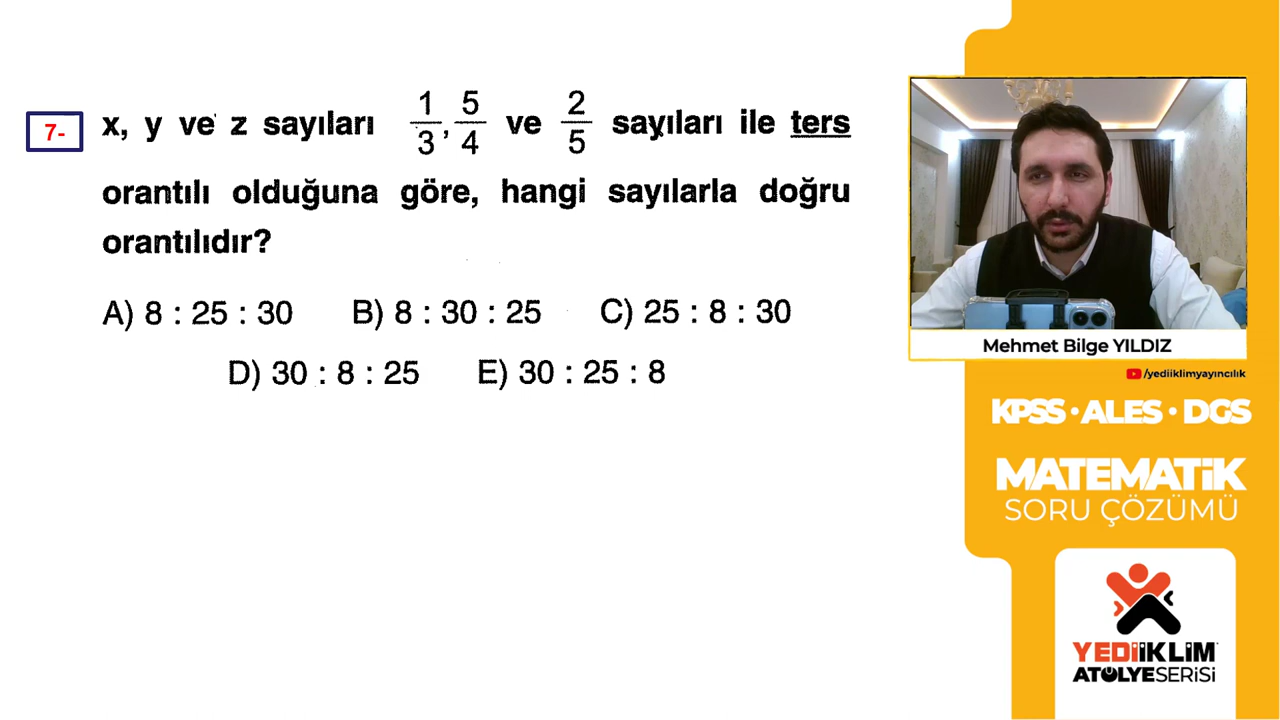 7-
x, y ve z sayıları 1/3, 5/4 ve 2/5 sayıları ile ters
orantılı olduğuna göre, hangi sayılarla doğru
orantılıdır?
A) 8 : 25 : 30 B) 8 : 30 : 25 C) 25 : 8 : 30
D) 30 : 8 : 25 E) 30 : 25 : 8
Mehmet Bilge YILDIZ
/yediiklimyayincilik
KPSS • ALES • DGS
MATEMATİK
SORU ÇÖZÜMÜ
YEDİİKLİM
ATÖLYESERİSİ